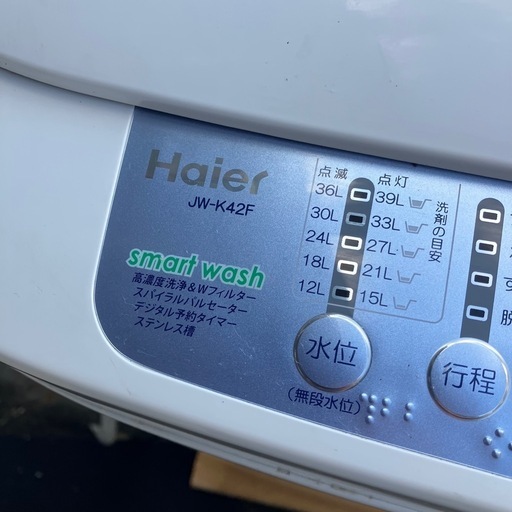 Haier
JW-K42F
smart wash
高濃度洗浄＆Wフィルター
スパイラルパルセーター
デジタル予約タイマー
ステンレス槽
点滅 点灯
36L 39L
30L 33L
24L 27L
18L 21L
12L 15L
洗剤の目安
水位
(無段水位)
行程
す
脱